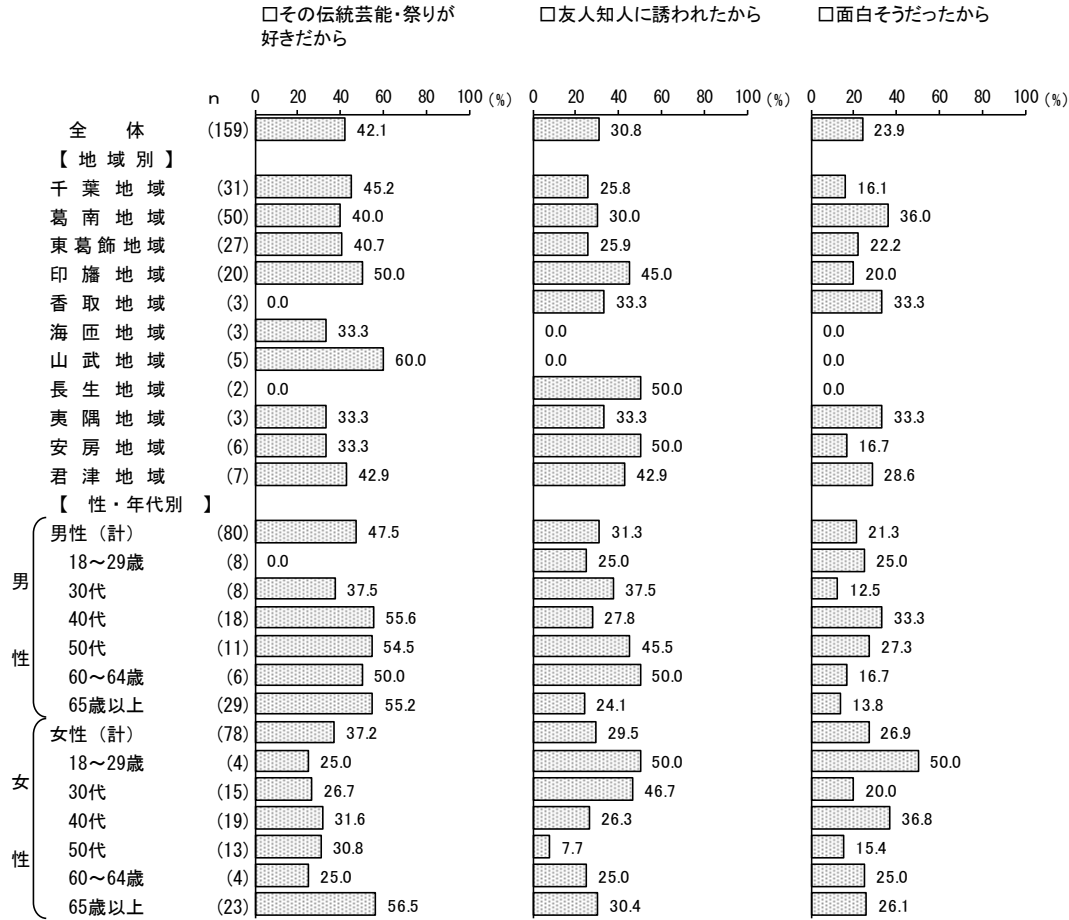 □その伝統芸能・祭りが
好きだから
□友人知人に誘われたから
□面白そうだったから
n 0 20 40 60 80 100 (%) 0 20 40 60 80 100 (%) 0 20 40 60 80 100 (%)
全 体 (159) 42.1 30.8 23.9
【 地 域 別 】
千 葉 地 域 (31) 45.2 25.8 16.1
葛 南 地 域 (50) 40.0 30.0 36.0
東 葛 飾 地 域 (27) 40.7 25.9 22.2
印 旛 地 域 (20) 50.0 45.0 20.0
香 取 地 域 (3) 0.0 33.3 33.3
海 匝 地 域 (3) 33.3 0.0 0.0
山 武 地 域 (5) 60.0 0.0 0.0
長 生 地 域 (2) 0.0 50.0 0.0
夷 隅 地 域 (3) 33.3 33.3 33.3
安 房 地 域 (6) 33.3 50.0 16.7
君 津 地 域 (7) 42.9 42.9 28.6
【 性・年代別 】
男性
男性(計) (80) 47.5 31.3 21.3
18~29歳 (8) 0.0 25.0 25.0
30代 (8) 37.5 37.5 12.5
40代 (18) 55.6 27.8 33.3
50代 (11) 54.5 45.5 27.3
60~64歳 (6) 50.0 50.0 16.7
65歳以上 (29) 55.2 24.1 13.8
女性
女性(計) (78) 37.2 29.5 26.9
18~29歳 (4) 25.0 50.0 50.0
30代 (15) 26.7 46.7 20.0
40代 (19) 31.6 26.3 36.8
50代 (13) 30.8 7.7 15.4
60~64歳 (4) 25.0 25.0 25.0
65歳以上 (23) 56.5 30.4 26.1